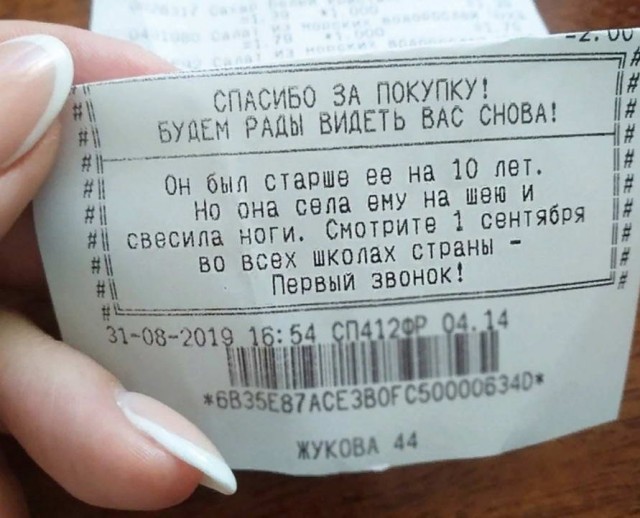 -2.00
СПАСИБО ЗА ПОКУПКУ!
БУДЕМ РАДЫ ВИДЕТЬ ВАС СНОВА!
Он был старше ее на 10 лет.
Но она села ему на шею и
свесила ноги. Смотрите 1 сентября
во всех школах страны -
Первый звонок!
31-08-2019 16:54 СП412ФР 04.14
*6B35E87ACE3B0FC50000634D*
ЖУКОВА 44